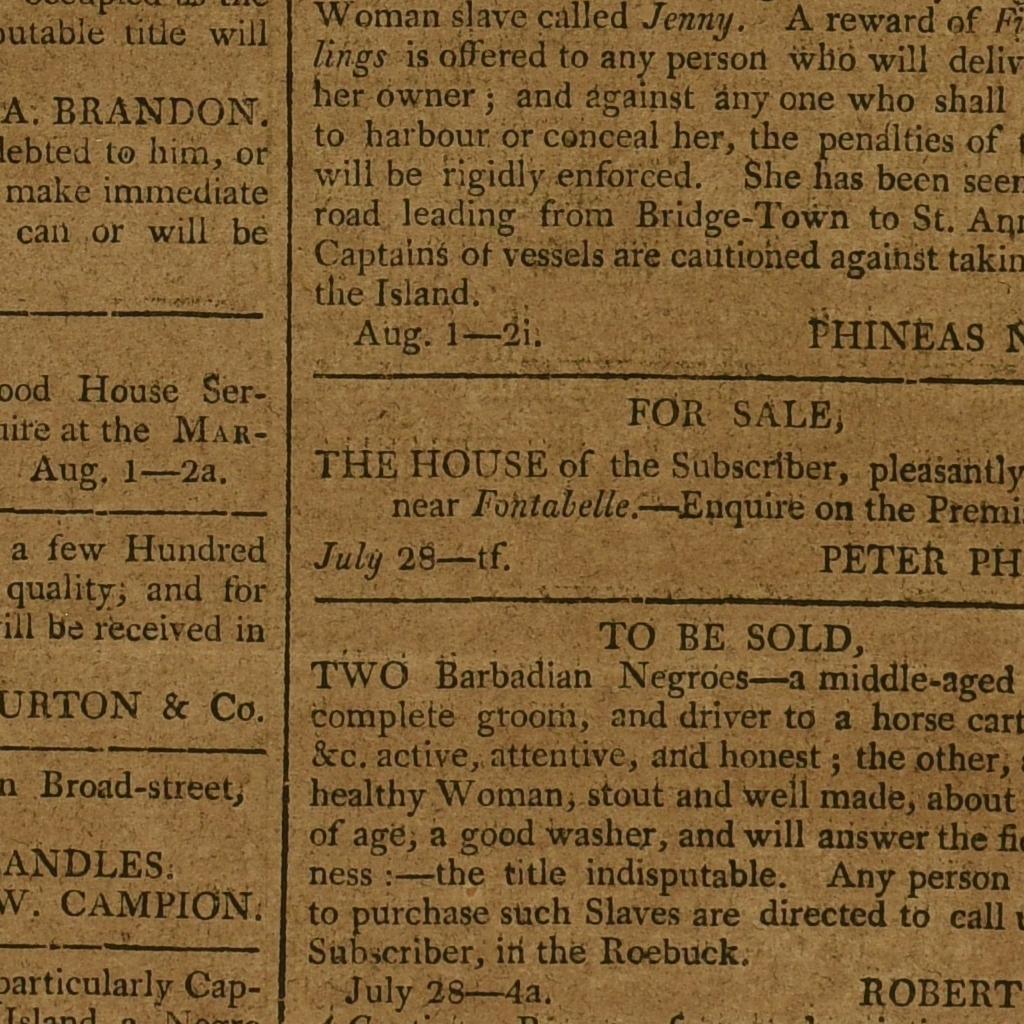 occupied as the
putable title will
A. BRANDON.
lebted to him, or
make immediate
can or will be
ood House Ser-
uire at the MAR-
Aug. 1—2a.
a few Hundred
quality; and for
ill be received in
URTON & Co.
n Broad-street,
ANDLES.
W. CAMPION.
particularly Cap-
Island a Negro
Woman slave called Jenny. A reward of Fi
lings is offered to any person who will deliv
her owner; and against any one who shall
to harbour or conceal her, the penalties of t
will be rigidly enforced. She has been seen
road leading from Bridge-Town to St. Ann
Captains of vessels are cautioned against takin
the Island.
Aug. 1—2i. PHINEAS N
FOR SALE,
THE HOUSE of the Subscriber, pleasantly
near Fontabelle.—Enquire on the Premi
July 28—tf. PETER PH
TO BE SOLD,
TWO Barbadian Negroes—a middle-aged
complete groom, and driver to a horse cart
&c. active, attentive, and honest; the other, a
healthy Woman, stout and well made, about
of age, a good washer, and will answer the fie
ness:—the title indisputable. Any person
to purchase such Slaves are directed to call u
Subscriber, in the Roebuck.
July 28—4a. ROBERT